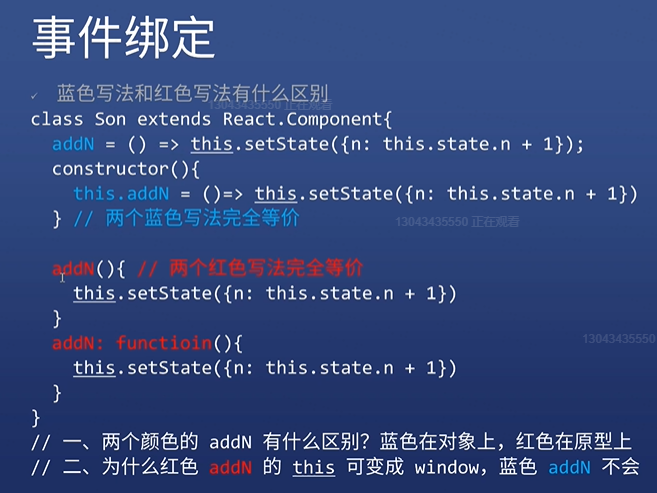 事件绑定
✓ 蓝色写法和红色写法有什么区别
13043435550 正在观看
class Son extends React.Component{
addN = () => this.setState({n: this.state.n + 1});
constructor(){
this.addN = ()=> this.setState({n: this.state.n + 1})
} // 两个蓝色写法完全等价
13043435550 正在观看
addN(){ // 两个红色写法完全等价
this.setState({n: this.state.n + 1})
}
13043435550
addN: functioin(){
this.setState({n: this.state.n + 1})
}
}
// 一、两个颜色的 addN 有什么区别？蓝色在对象上，红色在原型上
// 二、为什么红色 addN 的 this 可变成 window，蓝色 addN 不会